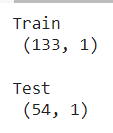 Train
(133, 1)
Test
(54, 1)